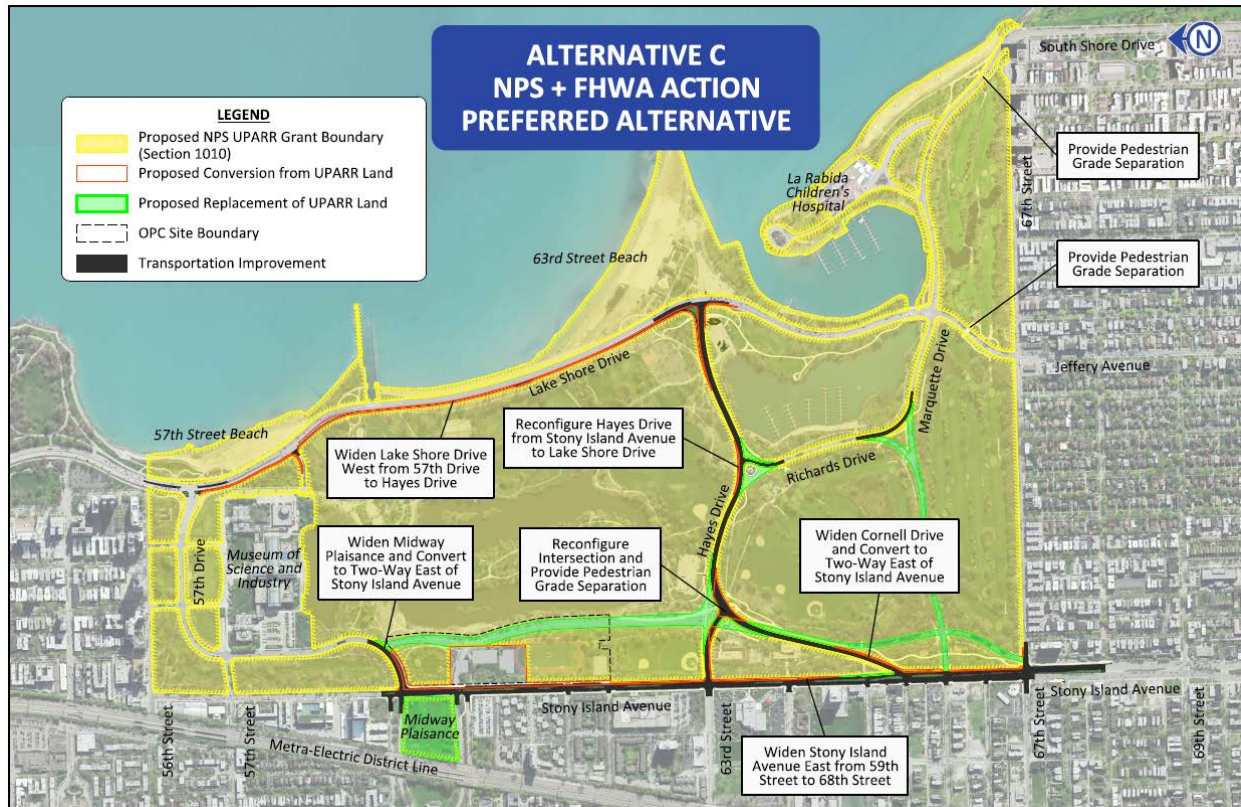 ALTERNATIVE C
NPS + FHWA ACTION
PREFERRED ALTERNATIVE
South Shore Drive
N
LEGEND
Proposed NPS UPARR Grant Boundary
(Section 1010)
Proposed Conversion from UPARR Land
Proposed Replacement of UPARR Land
OPC Site Boundary
Transportation Improvement
La Rabida
Children's
Hospital
Provide Pedestrian
Grade Separation
67th Street
63rd Street Beach
Provide Pedestrian
Grade Separation
Lake Shore Drive
Marquette Drive
Jeffery Avenue
57th Street Beach
Widen Lake Shore Drive
West from 57th Drive
to Hayes Drive
Reconfigure Hayes Drive
from Stony Island Avenue
to Lake Shore Drive
Richards Drive
Hayes Drive
57th Drive
Museum of
Science and
Industry
Widen Midway
Plaisance and Convert
to Two-Way East of
Stony Island Avenue
Reconfigure
Intersection and
Provide Pedestrian
Grade Separation
Widen Cornell Drive
and Convert to
Two-Way East of
Stony Island Avenue
56th Street
57th Street
Midway
Plaisance
Metra-Electric District Line
Stony Island Avenue
63rd Street
Widen Stony Island
Avenue East from 59th
Street to 68th Street
67th Street
Stony Island Avenue
69th Street